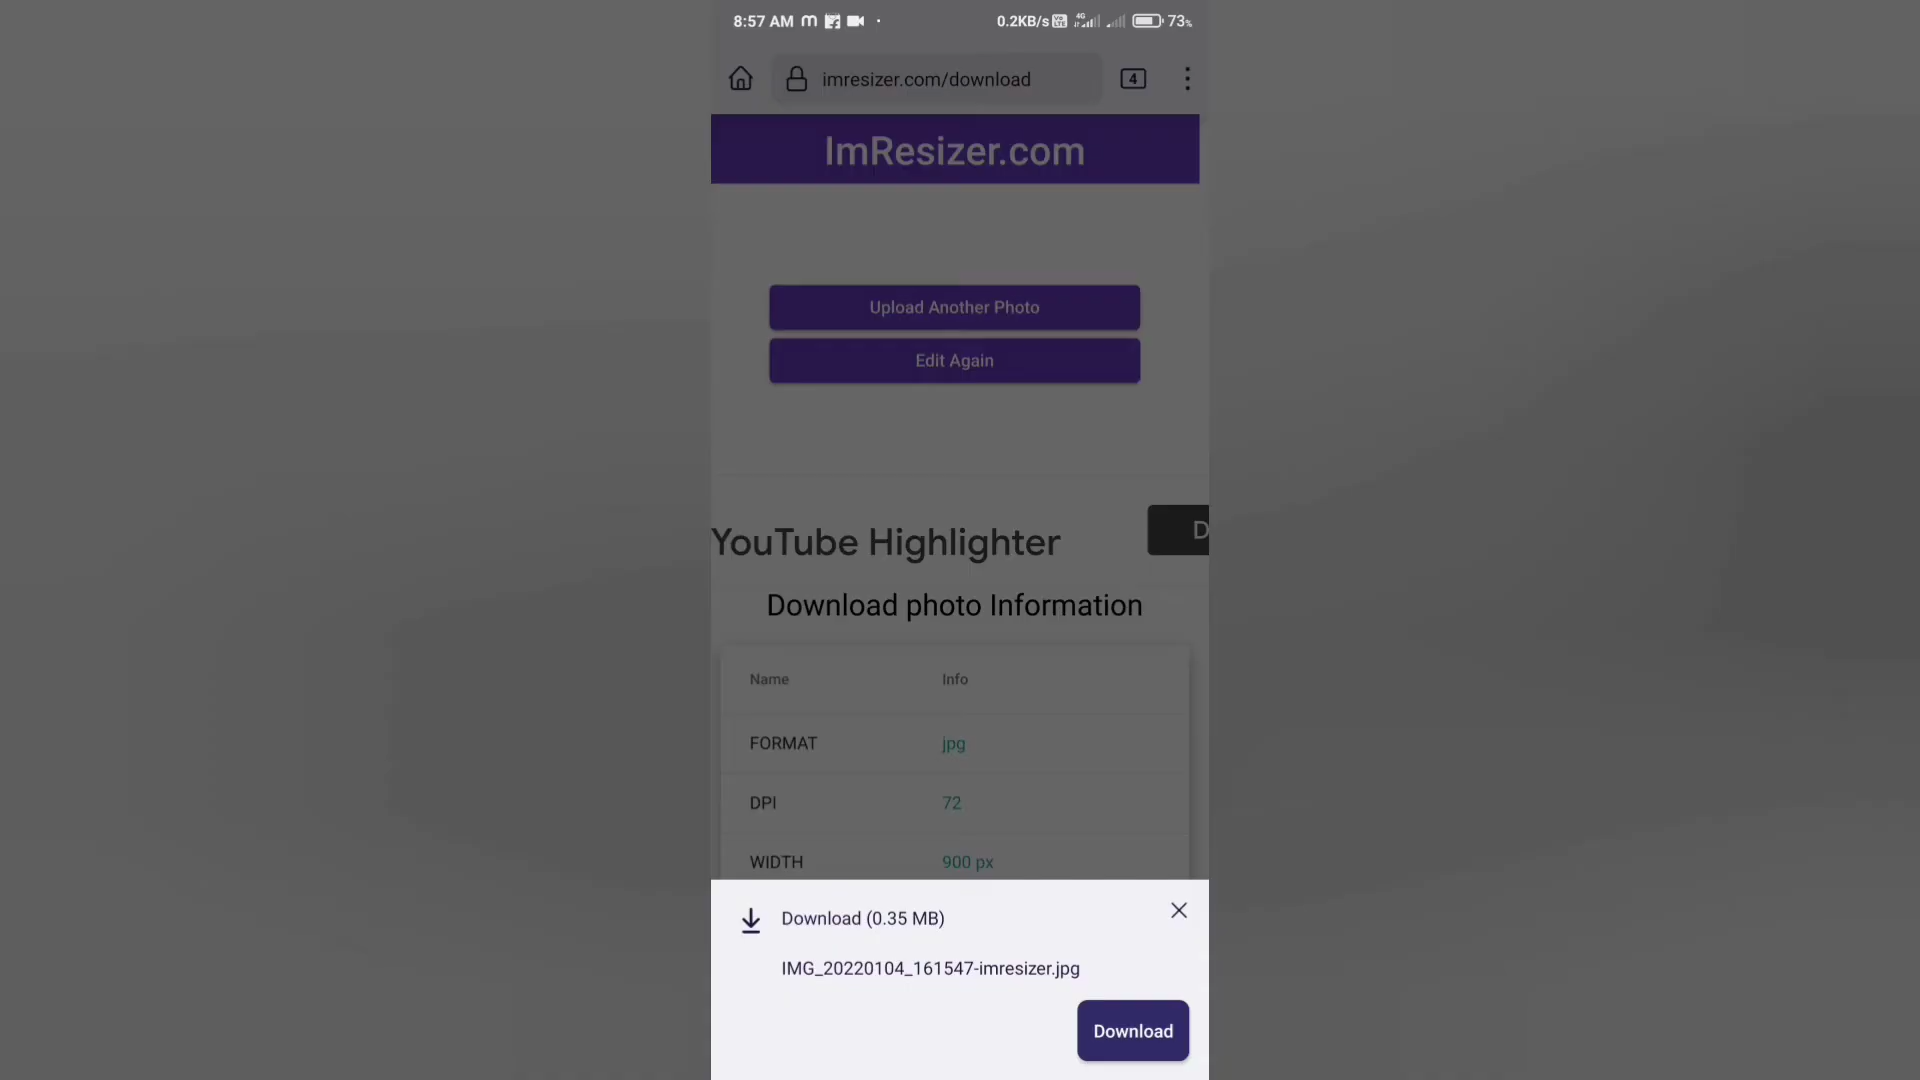 8:57 AM
0.2KB/s
4G
73%
imresizer.com/download
4
ImResizer.com
Upload Another Photo
Edit Again
YouTube Highlighter
D
Download photo Information
Name Info
FORMAT jpg
DPI 72
WIDTH 900 px
Download (0.35 MB)
IMG_20220104_161547-imresizer.jpg
Download